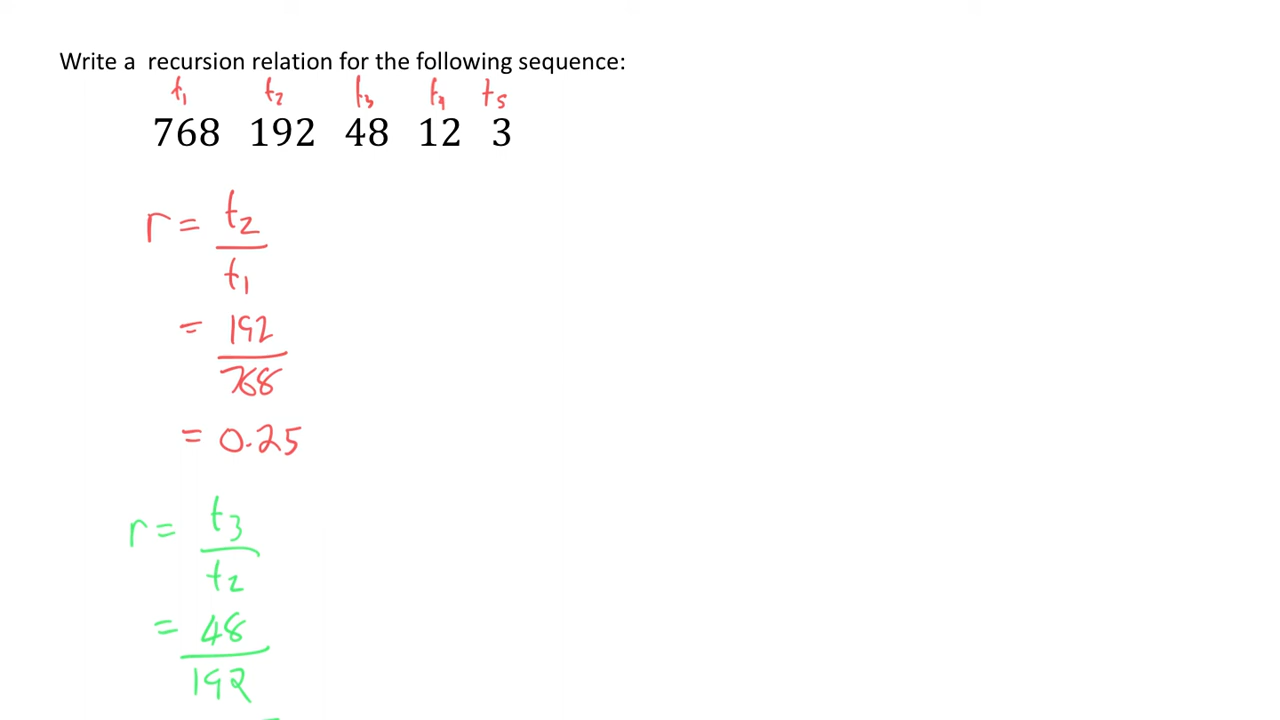 Write a recursion relation for the following sequence:
t₁ t₂ t₃ t₄ t₅
768 192 48 12 3
r = t₂
t₁
= 192
768
= 0.25
r = t₃
t₂
= 48
192